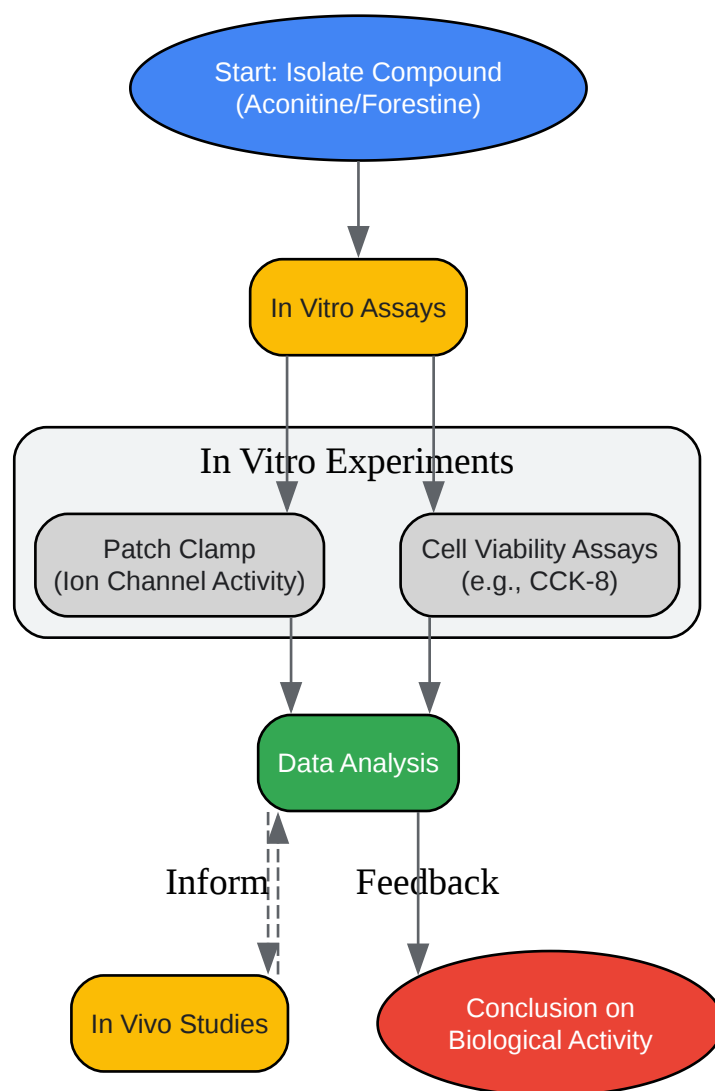 Start: Isolate Compound
(Aconitine/Forestine)
In Vitro Assays
In Vitro Experiments
Patch Clamp
(Ion Channel Activity)
Cell Viability Assays
(e.g., CCK-8)
Data Analysis
Inform
Feedback
In Vivo Studies
Conclusion on
Biological Activity